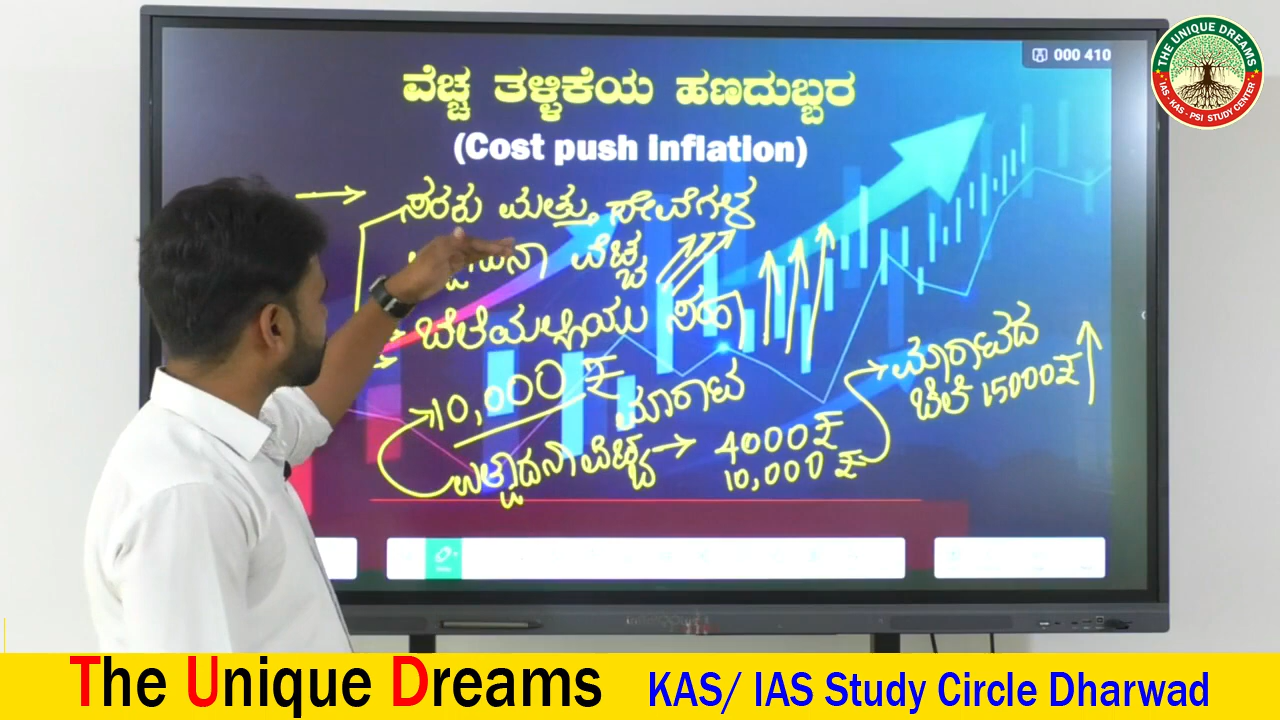 000 410
THE UNIQUE DREAMS
IAS - KAS - PSI STUDY CENTER
ವೆಚ್ಚ ತಳ್ಳಿಕೆಯ ಹಣದುಬ್ಬರ
(Cost push Inflation)
ಸರಕು ಮತ್ತು ಸೇವೆಗಳ
ವೆಚ್ಚ
ಬೆಲೆಯಲ್ಲಿಯು ಸಹಾ
10,000 ₹
ಮಾರಾಟ
ಉತ್ಪಾದನಾ ವೆಚ್ಚ → 4000 ₹
10,000 ₹
ಮಾರಾಟದ
ಬೆಲೆ 15000 ₹
The Unique Dreams KAS/ IAS Study Circle Dharwad